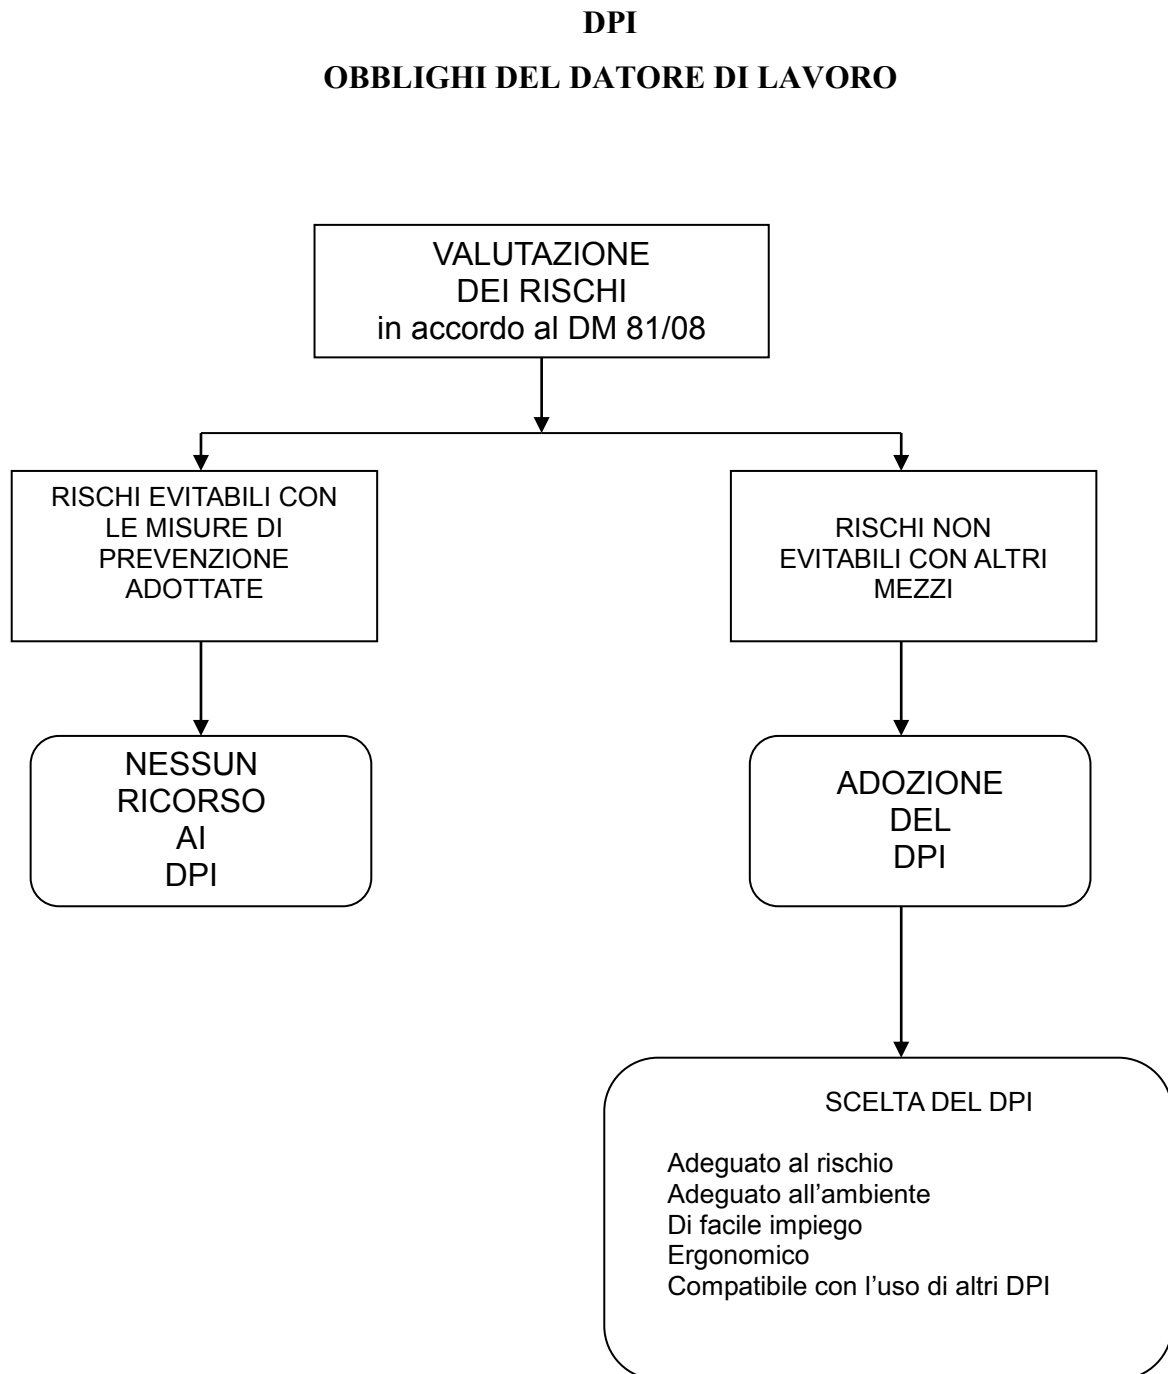 DPI
OBBLIGHI DEL DATORE DI LAVORO
VALUTAZIONE
DEI RISCHI
in accordo al DM 81/08
RISCHI EVITABILI CON
LE MISURE DI
PREVENZIONE
ADOTTATE
RISCHI NON
EVITABILI CON ALTRI
MEZZI
NESSUN
RICORSO
AI
DPI
ADOZIONE
DEL
DPI
SCELTA DEL DPI
Adeguato al rischio
Adeguato all’ambiente
Di facile impiego
Ergonomico
Compatibile con l’uso di altri DPI